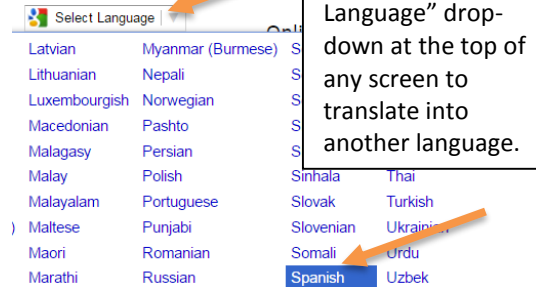 Select Language
Language” drop-
down at the top of
any screen to
translate into
another language.
Latvian Myanmar (Burmese)
Lithuanian Nepali
Luxembourgish Norwegian
Macedonian Pashto
Malagasy Persian
Malay Polish Sinhala Thai
Malayalam Portuguese Slovak Turkish
Maltese Punjabi Slovenian Ukrainian
Maori Romanian Somali Urdu
Marathi Russian Spanish Uzbek